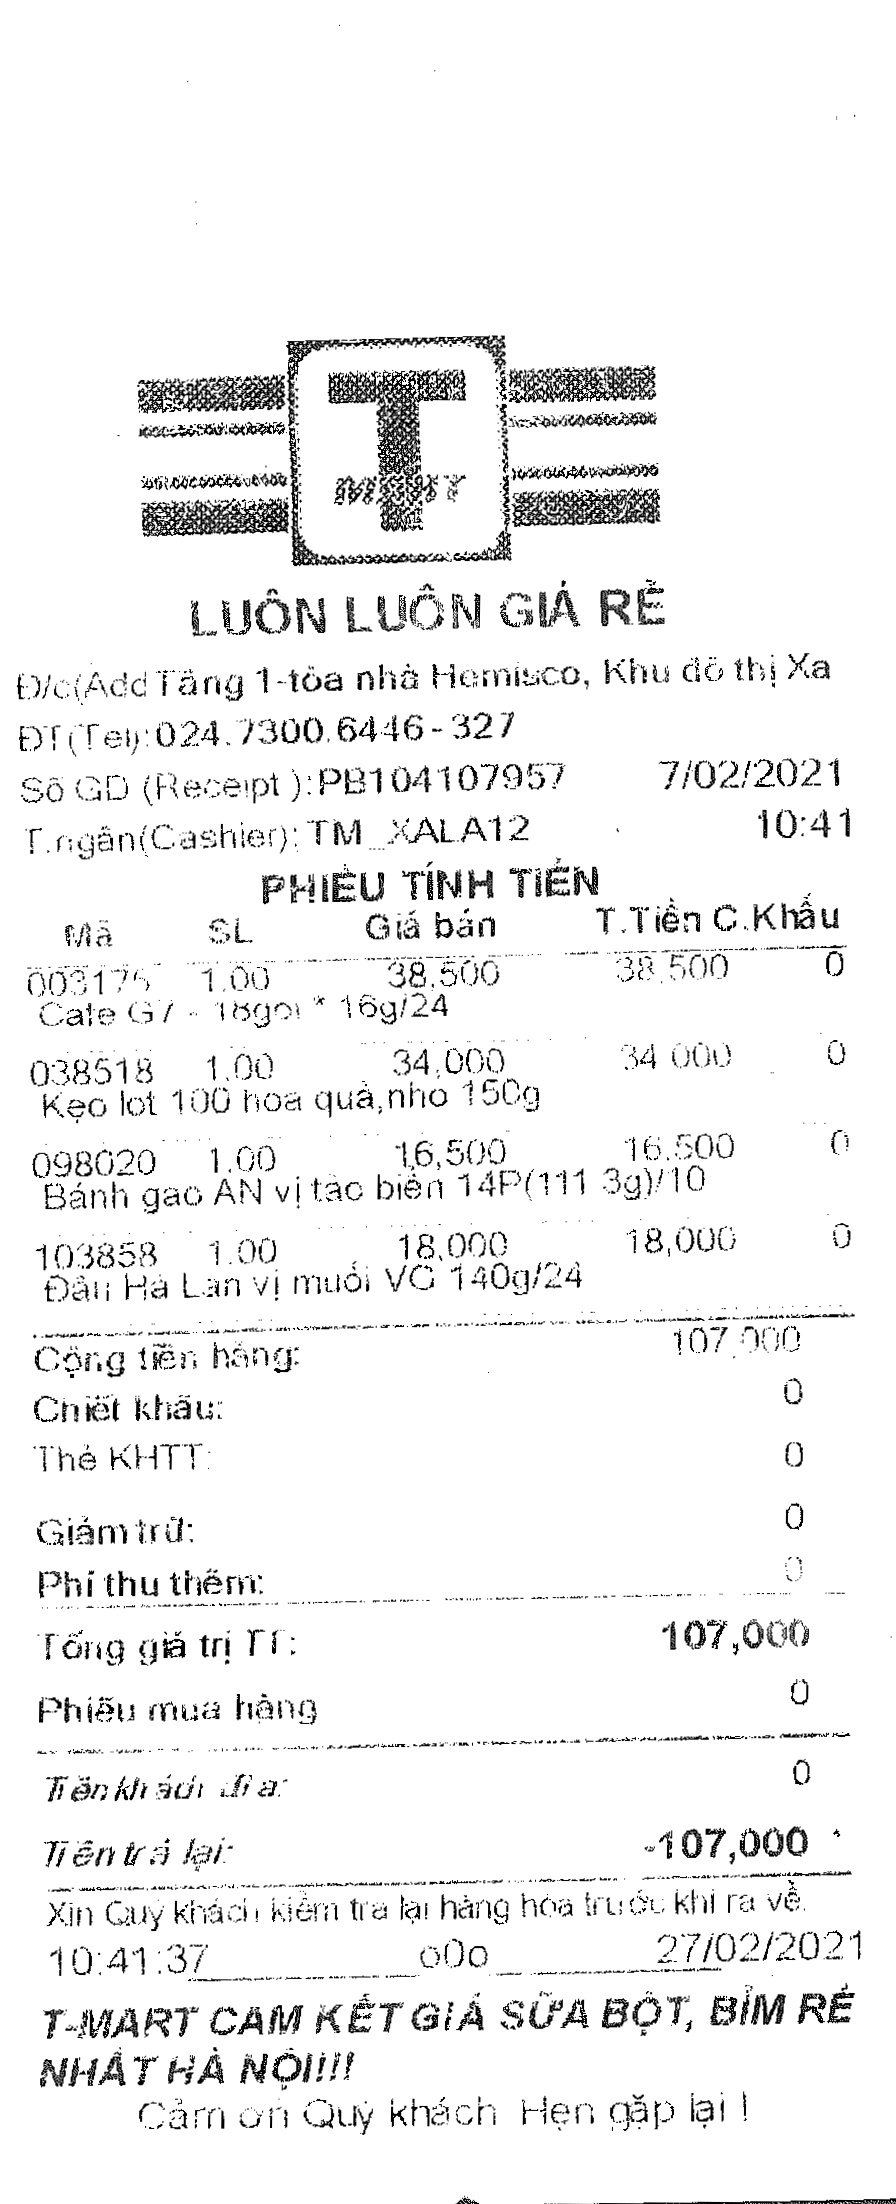 T
MART
LUÔN LUÔN GIÁ RẺ
Đ/c(Add Tầng 1-tòa nhà Hemisco, Khu đô thị Xa
ĐT(Tel):024.7300.6446-327
Số GD (Receipt ):PB104107957 7/02/2021
T.ngân(Cashier): TM_XALA12 10:41
PHIẾU TÍNH TIỀN
Mã SL Giá bán T.Tiền C.Khấu
003175 1.00 38,500 38,500 0
Cafe G7 - 18gói * 16g/24
038518 1.00 34,000 34,000 0
Kẹo lot 100 hoa quả,nho 150g
098020 1.00 16,500 16,500 0
Bánh gạo AN vị tảo biển 14P(111 3g)/10
103858 1.00 18,000 18,000 0
Đậu Hà Lan vị muối VG 140g/24
Cộng tiền hàng: 107,000
Chiết khấu: 0
Thẻ KHTT: 0
Giảm trừ: 0
Phí thu thêm: 0
Tổng giá trị TT: 107,000
Phiếu mua hàng 0
Tiền khách đưa: 0
Tiền trả lại: -107,000
Xin Quý khách kiểm tra lại hàng hóa trước khi ra về.
10:41:37 o0o 27/02/2021
T-MART CAM KẾT GIÁ SỮA BỘT, BỈM RẺ
NHẤT HÀ NỘI!!!
Cảm ơn Quý khách Hẹn gặp lại !